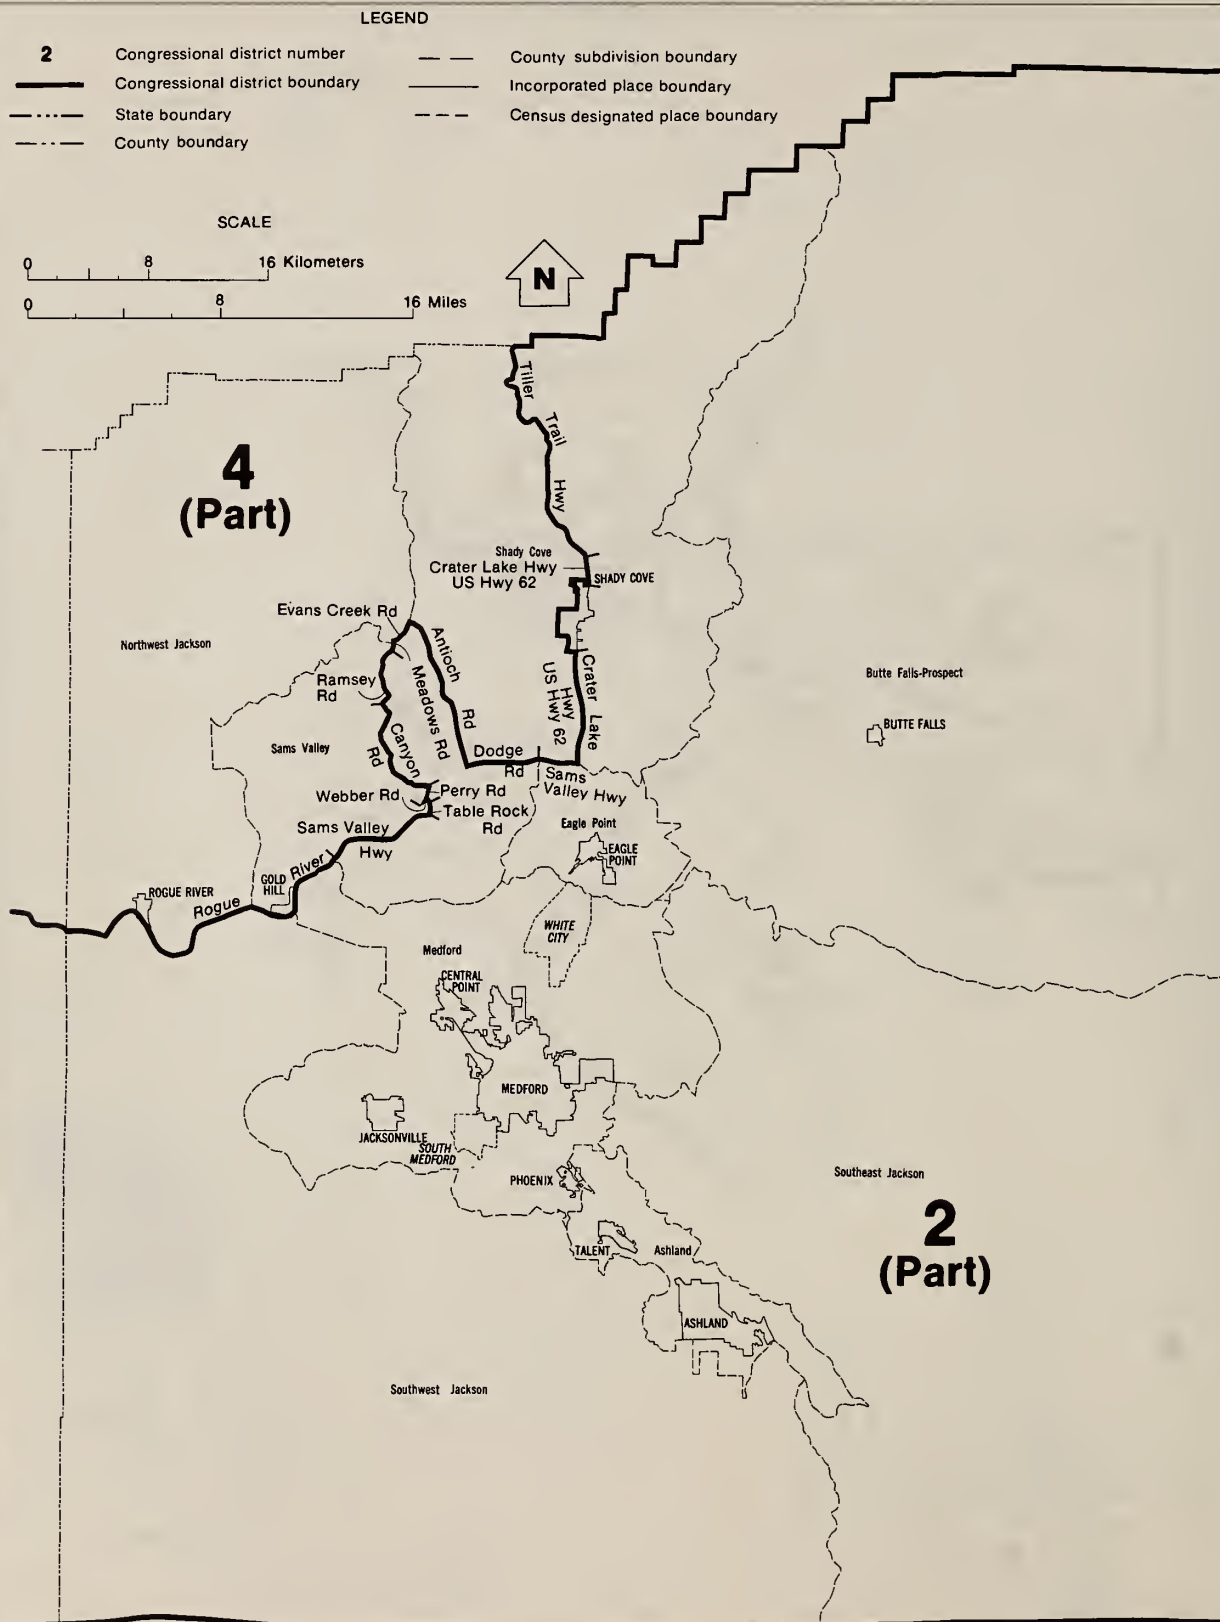 LEGEND
2 Congressional district number
Congressional district boundary
State boundary
County boundary
County subdivision boundary
Incorporated place boundary
Census designated place boundary
SCALE
0 8 16 Kilometers
0 8 16 Miles
N
Tiller Trail Hwy
4
(Part)
Shady Cove
Crater Lake Hwy
US Hwy 62
SHADY COVE
Evans Creek Rd
Antioch Rd
Northwest Jackson
Meadows Rd
Ramsey
Rd
Crater Lake
Hwy
US Hwy 62
Butte Falls-Prospect
BUTTE FALLS
Sams Valley
Canyon Rd
Dodge
Rd
Sams
Valley Hwy
Perry Rd
Webber Rd
Table Rock
Rd
Sams Valley
Hwy
Eagle Point
EAGLE
POINT
GOLD
HILL
ROGUE RIVER
Rogue River
WHITE
CITY
Medford
CENTRAL
POINT
MEDFORD
JACKSONVILLE
SOUTH
MEDFORD
PHOENIX
Southeast Jackson
2
(Part)
TALENT
Ashland
ASHLAND
Southwest Jackson